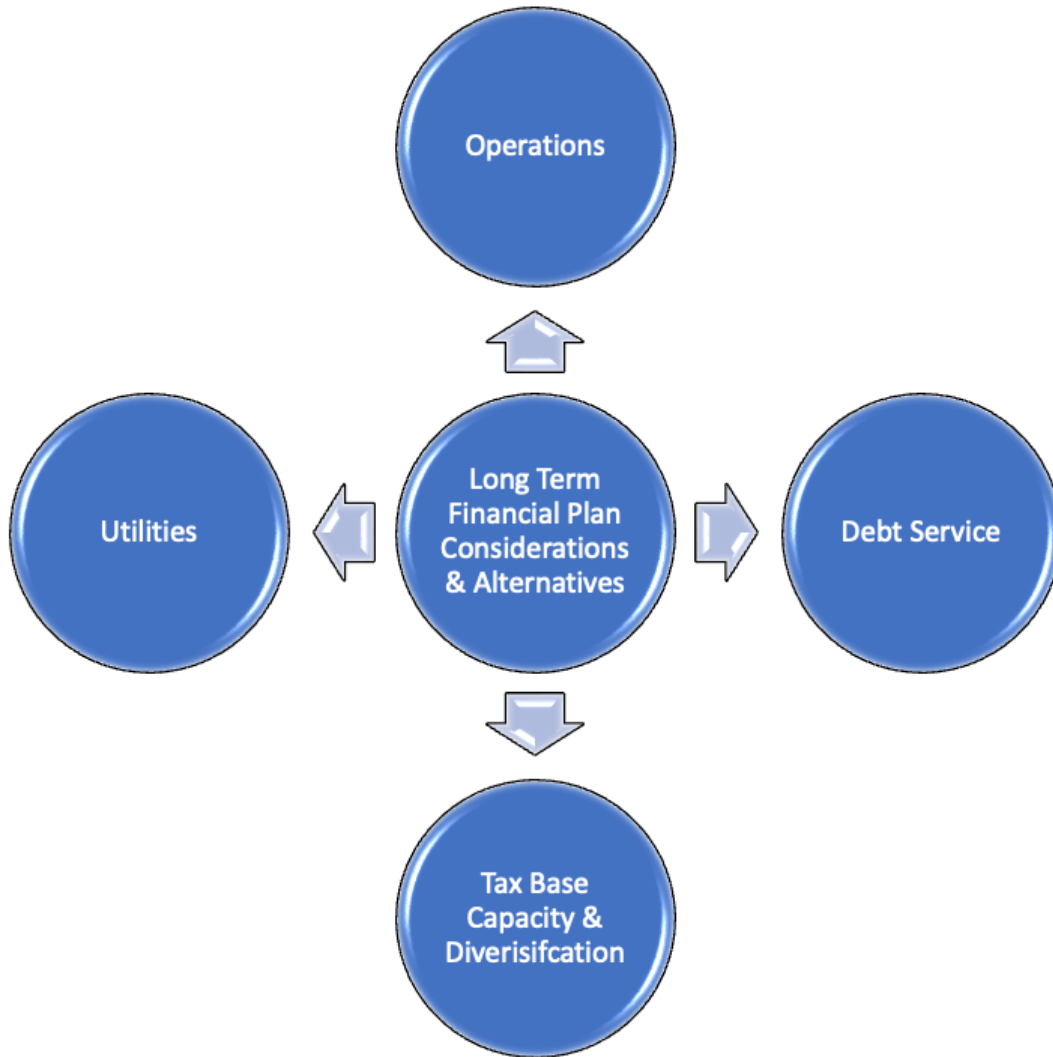 Operations
Utilities
Long Term
Financial Plan
Considerations
& Alternatives
Debt Service
Tax Base
Capacity &
Diverisifcation